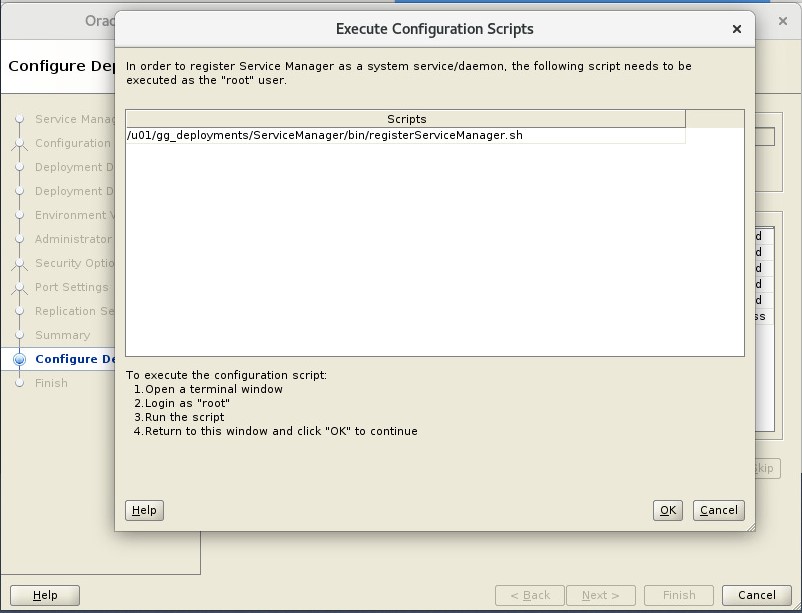 Orac
Execute Configuration Scripts
Configure Dep
In order to register Service Manager as a system service/daemon, the following script needs to be
executed as the "root" user.
Scripts
/u01/gg_deployments/ServiceManager/bin/registerServiceManager.sh
Service Manag
Configuration
Deployment D
Deployment D
Environment V
Administrator
Security Optio
Port Settings
Replication Se
Summary
Configure De
Finish
d
d
d
d
d
ss
To execute the configuration script:
1.Open a terminal window
2.Login as "root"
3.Run the script
4.Return to this window and click "OK" to continue
kip
Help
OK
Cancel
Help
< Back
Next >
Finish
Cancel